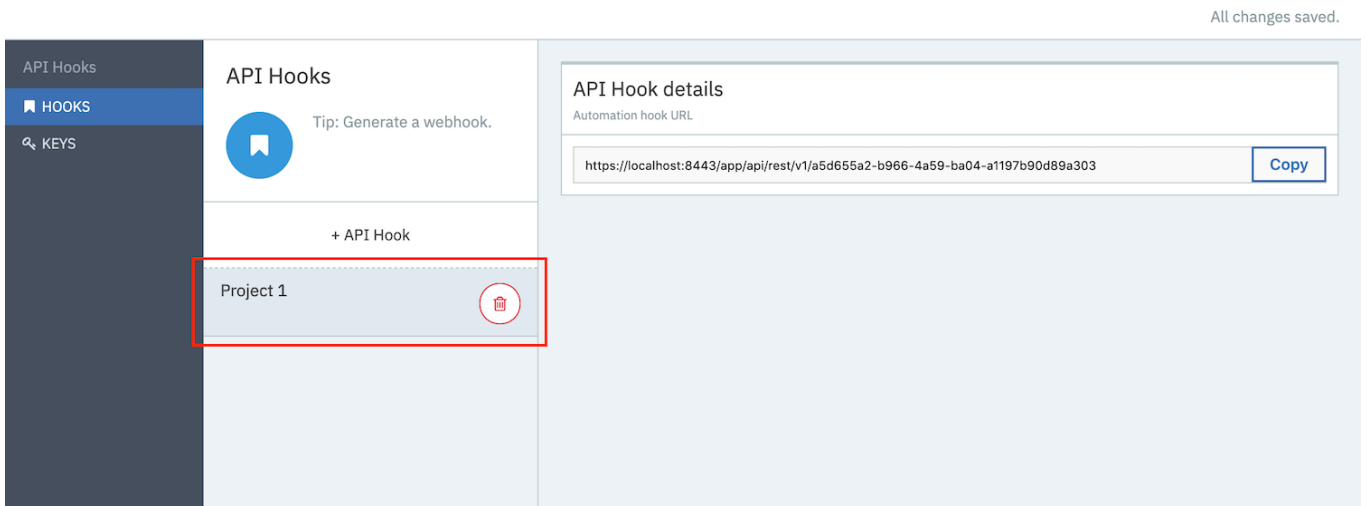 All changes saved.
API Hooks
HOOKS
KEYS
API Hooks
Tip: Generate a webhook.
+ API Hook
Project 1
API Hook details
Automation hook URL
https://localhost:8443/app/api/rest/v1/a5d655a2-b966-4a59-ba04-a1197b90d89a303
Copy